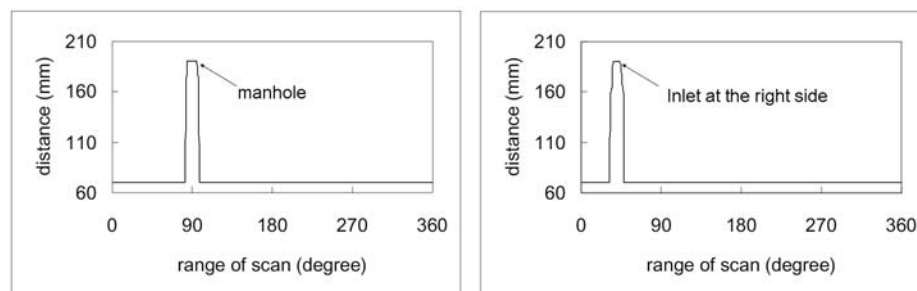 210
160
110
60
distance (mm)
manhole
0 90 180 270 360
range of scan (degree)
210
160
110
60
distance (mm)
Inlet at the right side
0 90 180 270 360
range of scan (degree)